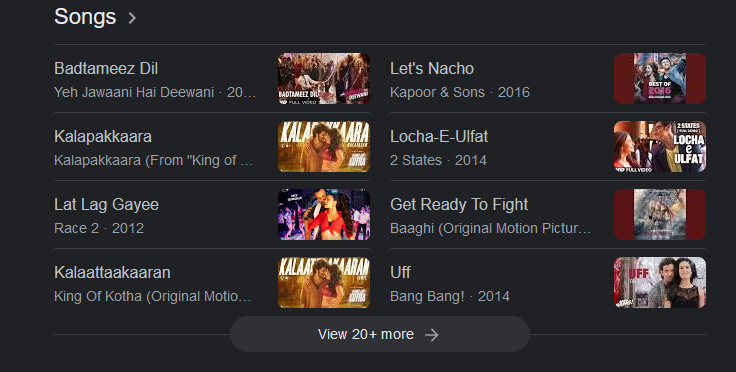 Songs
Badtameez Dil
Yeh Jawaani Hai Deewani · 20…
BADTAMEEZ DIL
FULL VIDEO
Let's Nacho
Kapoor & Sons · 2016
BEST OF
2016
Kalapakkaara
Kalapakkaara (From "King of …
KALAPAKKAARA
Locha-E-Ulfat
2 States · 2014
2 STATES
LOCHA
E
ULFAT
FULL VIDEO
Lat Lag Gayee
Race 2 · 2012
Get Ready To Fight
Baaghi (Original Motion Pictur…
Kalaattaakaaran
King Of Kotha (Original Motio…
Uff
Bang Bang! · 2014
UFF
View 20+ more